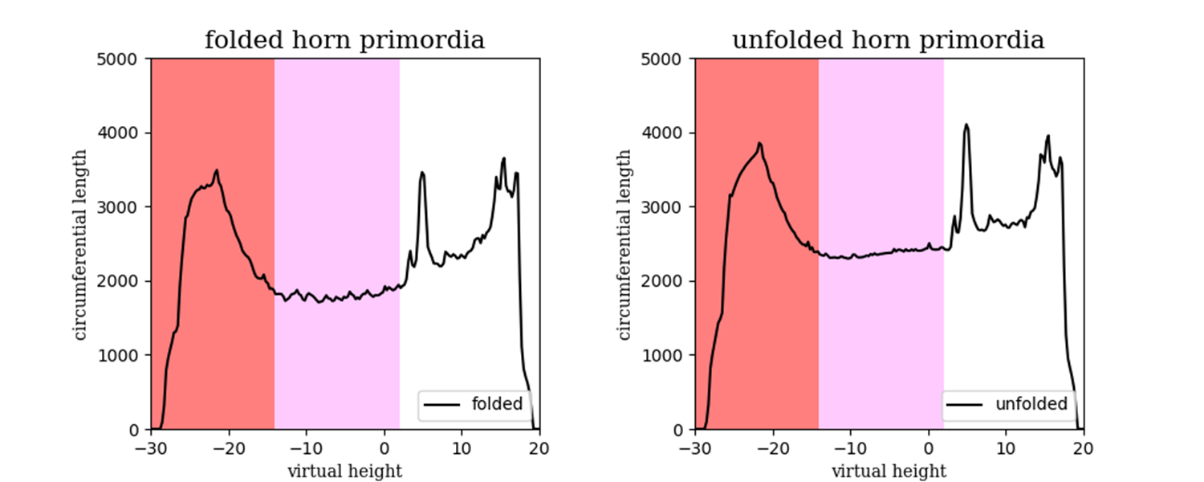 folded horn primordia
5000
4000
3000
2000
1000
0
circumferential length
−30 −20 −10 0 10 20
virtual height
folded
unfolded horn primordia
5000
4000
3000
2000
1000
0
circumferential length
−30 −20 −10 0 10 20
virtual height
unfolded